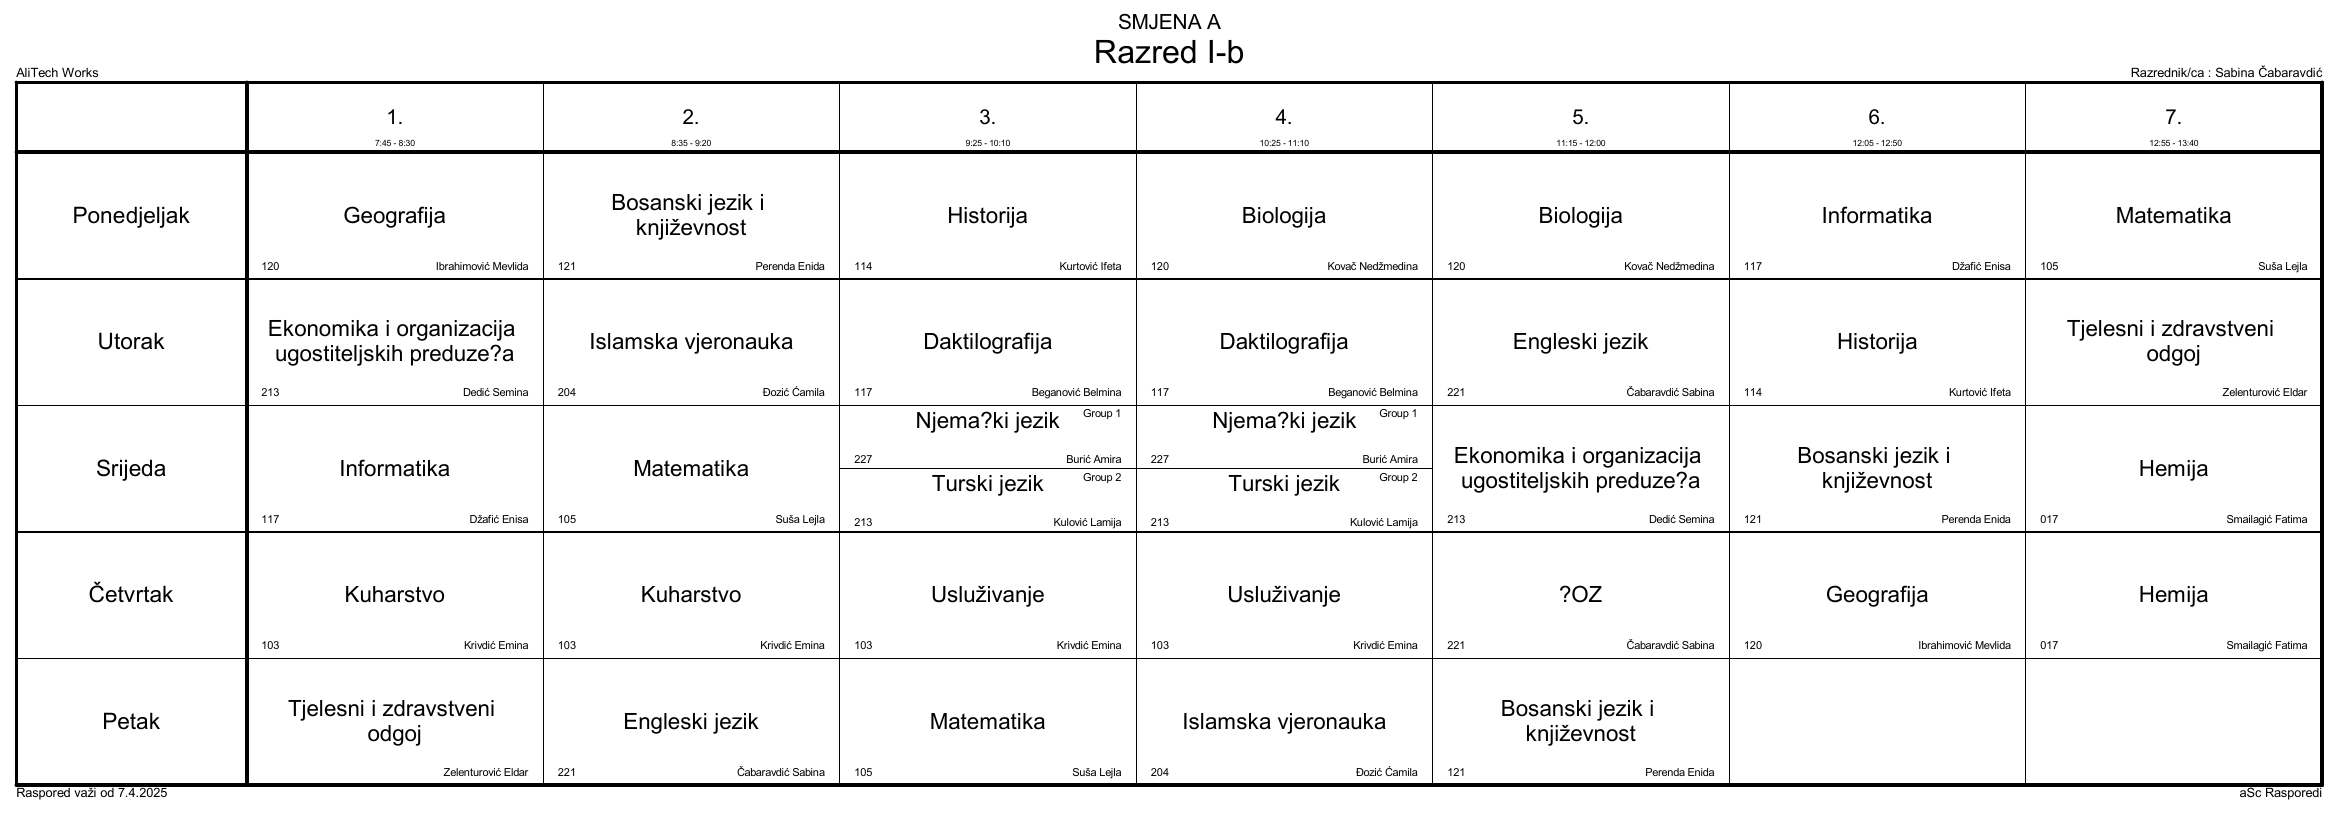 SMJENA A
Razred I-b
AliTech Works
Razrednik/ca : Sabina Čabaravdić
1.
7:45 - 8:30
2.
8:35 - 9:20
3.
9:25 - 10:10
4.
10:25 - 11:10
5.
11:15 - 12:00
6.
12:05 - 12:50
7.
12:55 - 13:40
Ponedjeljak
Geografija
120
Ibrahimović Mevlida
Bosanski jezik i
književnost
121
Perenda Enida
Historija
114
Kurtović Ifeta
Biologija
120
Kovač Nedžmedina
Biologija
120
Kovač Nedžmedina
Informatika
117
Džafić Enisa
Matematika
105
Suša Lejla
Utorak
Ekonomika i organizacija
ugostiteljskih preduze?a
213
Dedić Semina
Islamska vjeronauka
204
Đozić Ćamila
Daktilografija
117
Beganović Belmina
Daktilografija
117
Beganović Belmina
Engleski jezik
221
Čabaravdić Sabina
Historija
114
Kurtović Ifeta
Tjelesni i zdravstveni
odgoj
Zelenturović Eldar
Srijeda
Informatika
117
Džafić Enisa
Matematika
105
Suša Lejla
Njema?ki jezik
Group 1
227
Burić Amira
Turski jezik
Group 2
213
Kulović Lamija
Njema?ki jezik
Group 1
227
Burić Amira
Turski jezik
Group 2
213
Kulović Lamija
Ekonomika i organizacija
ugostiteljskih preduze?a
213
Dedić Semina
Bosanski jezik i
književnost
121
Perenda Enida
Hemija
017
Smailagić Fatima
Četvrtak
Kuharstvo
103
Krivdić Emina
Kuharstvo
103
Krivdić Emina
Usluživanje
103
Krivdić Emina
Usluživanje
103
Krivdić Emina
?OZ
221
Čabaravdić Sabina
Geografija
120
Ibrahimović Mevlida
Hemija
017
Smailagić Fatima
Petak
Tjelesni i zdravstveni
odgoj
Zelenturović Eldar
Engleski jezik
221
Čabaravdić Sabina
Matematika
105
Suša Lejla
Islamska vjeronauka
204
Đozić Ćamila
Bosanski jezik i
književnost
121
Perenda Enida
Raspored važi od 7.4.2025
aSc Rasporedi